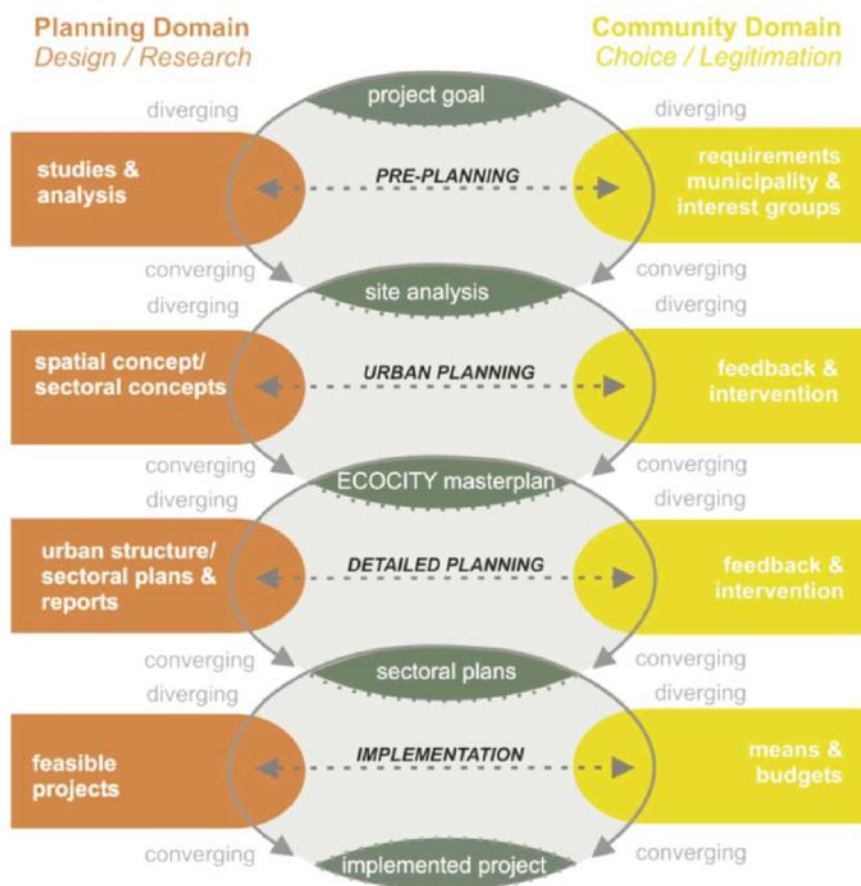 Planning Domain
Design / Research
Community Domain
Choice / Legitimation
project goal
diverging
diverging
studies &
analysis
PRE-PLANNING
requirements
municipality &
interest groups
converging
converging
site analysis
diverging
diverging
spatial concept/
sectoral concepts
URBAN PLANNING
feedback &
intervention
converging
converging
ECOCITY masterplan
diverging
diverging
urban structure/
sectoral plans &
reports
DETAILED PLANNING
feedback &
intervention
converging
converging
sectoral plans
diverging
diverging
feasible
projects
IMPLEMENTATION
means &
budgets
converging
converging
implemented project